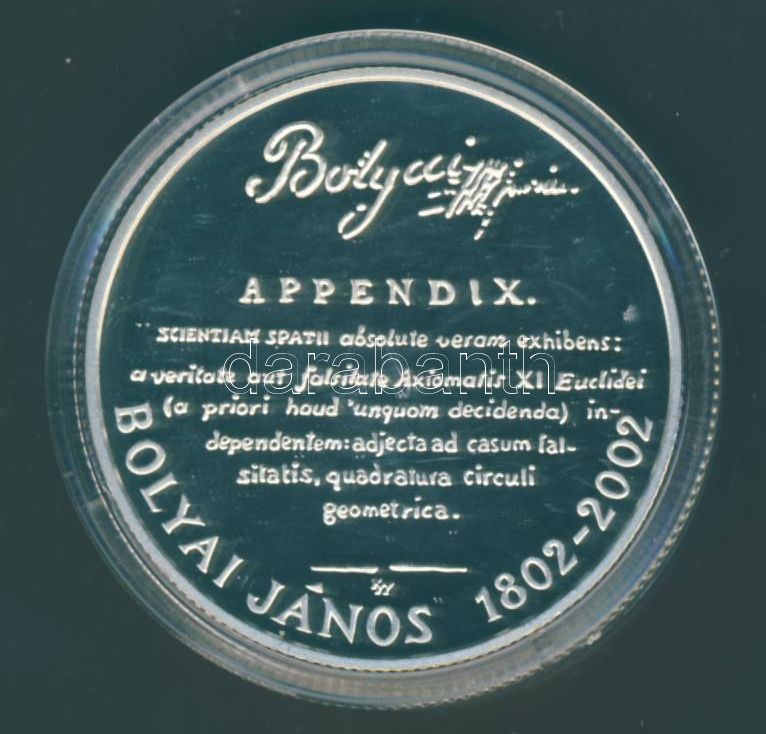 Bolyai
APPENDIX.
SCIENTIAM SPATII absolute veram exhibens:
a veritate aut falsitate Axiomatis XI Euclidei
(a priori haud unquam decidenda) in-
dependentem: adjecta ad casum fal-
sitatis, quadratura circuli
geometrica.
BOLYAI JÁNOS 1802-2002
darabanth